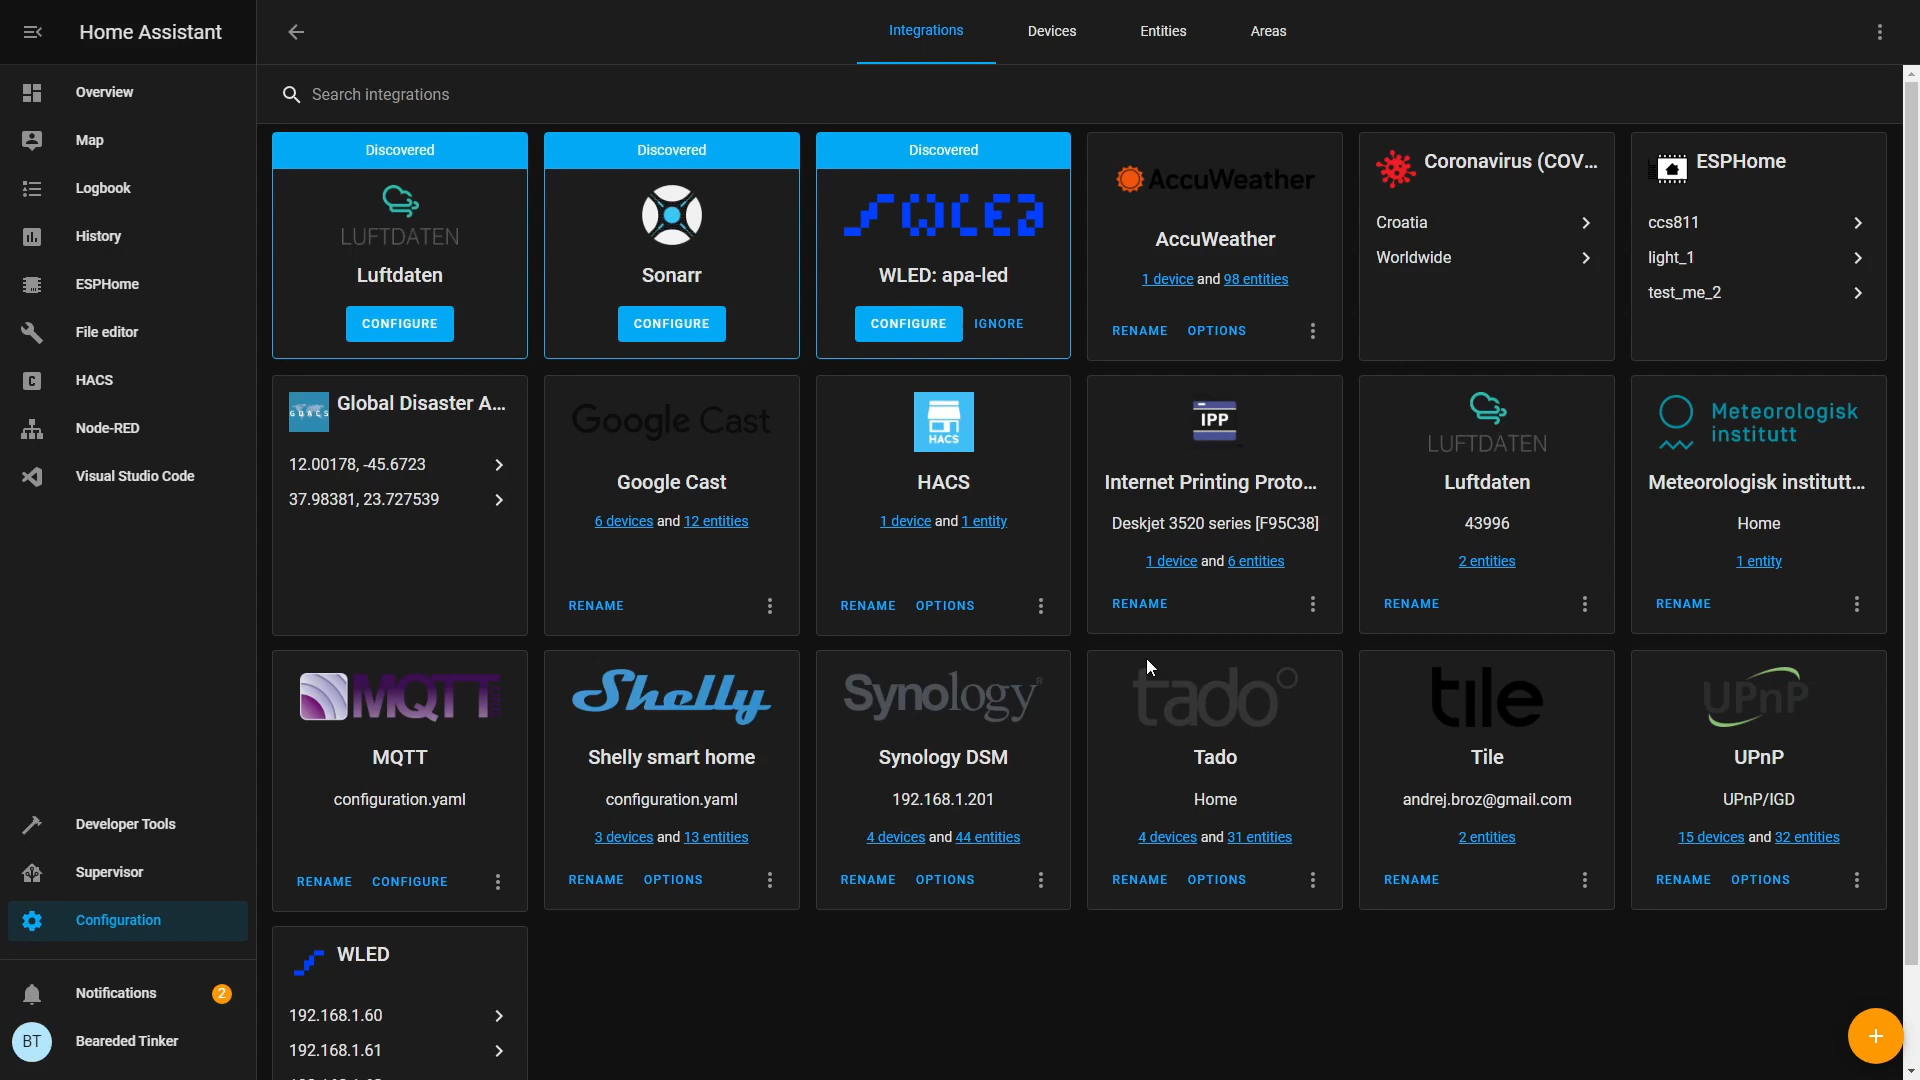 Home Assistant
Overview
Map
Logbook
History
ESPHome
File editor
HACS
Node-RED
Visual Studio Code
Developer Tools
Supervisor
Configuration
Notifications 2
BT Beareded Tinker
Integrations Devices Entities Areas
Search integrations
Discovered
LUFTDATEN
Luftdaten
CONFIGURE
Discovered
Sonarr
CONFIGURE
Discovered
WLED
WLED: apa-led
CONFIGURE IGNORE
AccuWeather
AccuWeather
1 device and 98 entities
RENAME OPTIONS
Coronavirus (COV...
Croatia
Worldwide
ESPHome
ccs811
light_1
test_me_2
GDACS
Global Disaster A...
12.00178, -45.6723
37.98381, 23.727539
Google Cast
Google Cast
6 devices and 12 entities
RENAME
HACS
HACS
1 device and 1 entity
RENAME OPTIONS
IPP
Internet Printing Proto...
Deskjet 3520 series [F95C38]
1 device and 6 entities
RENAME
LUFTDATEN
Luftdaten
43996
2 entities
RENAME
Meteorologisk
institutt
Meteorologisk institutt...
Home
1 entity
RENAME
MQTT
MQTT
configuration.yaml
RENAME CONFIGURE
Shelly
Shelly smart home
configuration.yaml
3 devices and 13 entities
RENAME OPTIONS
Synology®
Synology DSM
192.168.1.201
4 devices and 44 entities
RENAME OPTIONS
tado°
Tado
Home
4 devices and 31 entities
RENAME OPTIONS
tile
Tile
andrej.broz@gmail.com
2 entities
RENAME
UPnP
UPnP
UPnP/IGD
15 devices and 32 entities
RENAME OPTIONS
WLED
192.168.1.60
192.168.1.61